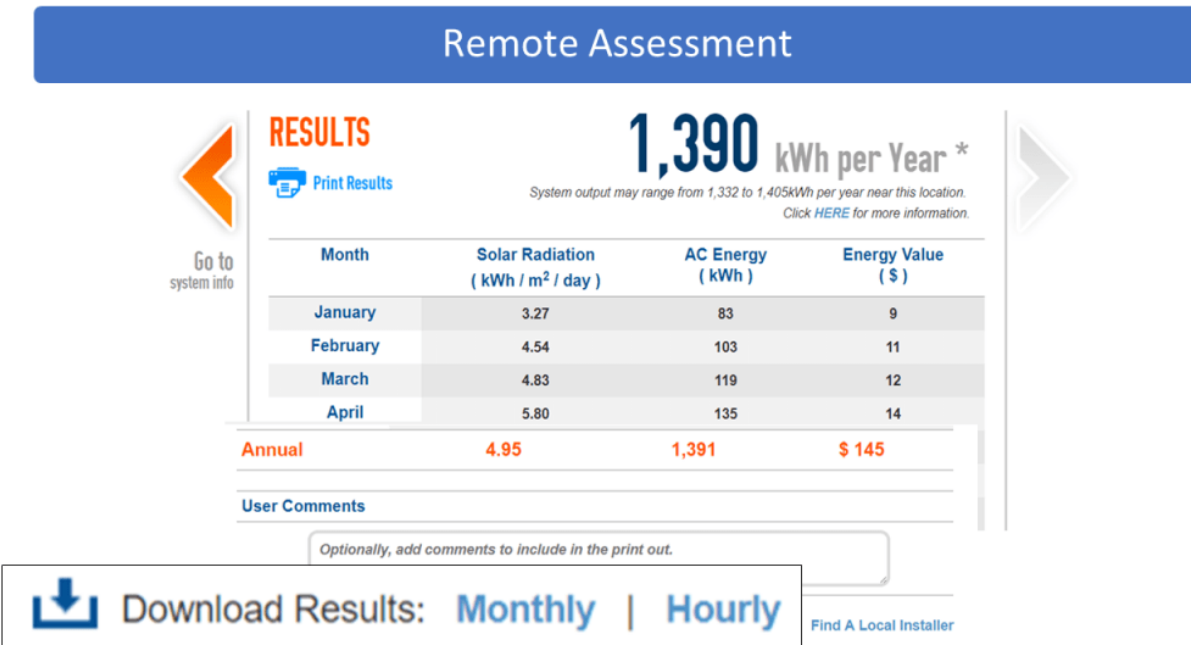 Remote Assessment
RESULTS
Print Results
1,390 kWh per Year *
System output may range from 1,332 to 1,405kWh per year near this location.
Click HERE for more information.
Go to
system info
Month Solar Radiation AC Energy Energy Value
( kWh / m² / day ) ( kWh ) ( $ )
January 3.27 83 9
February 4.54 103 11
March 4.83 119 12
April 5.80 135 14
Annual 4.95 1,391 $ 145
User Comments
Optionally, add comments to include in the print out.
Download Results: Monthly | Hourly
Find A Local Installer